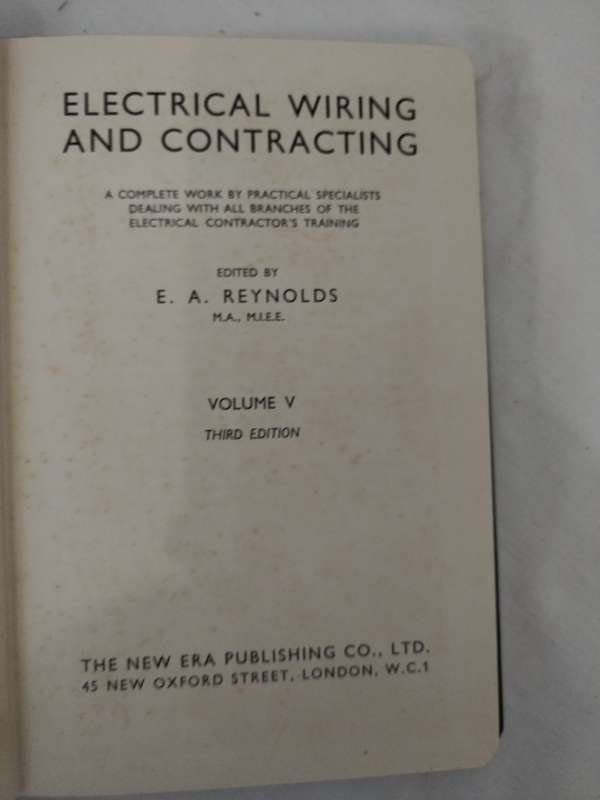 ELECTRICAL WIRING
AND CONTRACTING
A COMPLETE WORK BY PRACTICAL SPECIALISTS
DEALING WITH ALL BRANCHES OF THE
ELECTRICAL CONTRACTOR'S TRAINING
EDITED BY
E. A. REYNOLDS
M.A., M.I.E.E.
VOLUME V
THIRD EDITION
THE NEW ERA PUBLISHING CO., LTD.
45 NEW OXFORD STREET, LONDON, W.C.1